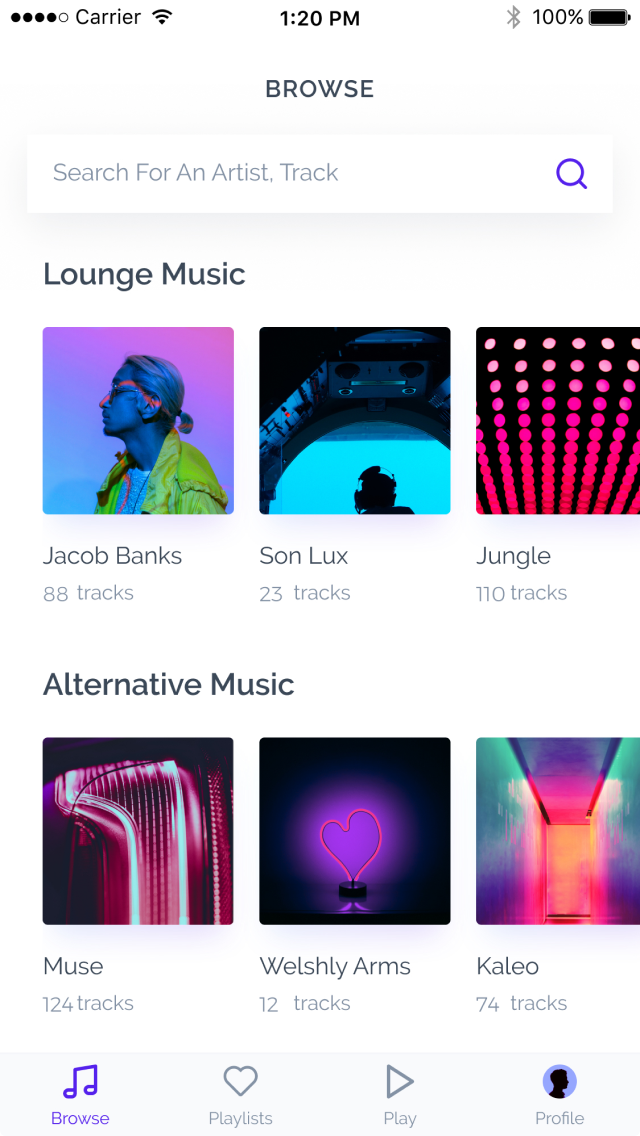 Carrier 1:20 PM 100%
BROWSE
Search For An Artist, Track
Lounge Music
Jacob Banks Son Lux Jungle
88 tracks 23 tracks 110 tracks
Alternative Music
Muse Welshly Arms Kaleo
124 tracks 12 tracks 74 tracks
Browse Playlists Play Profile